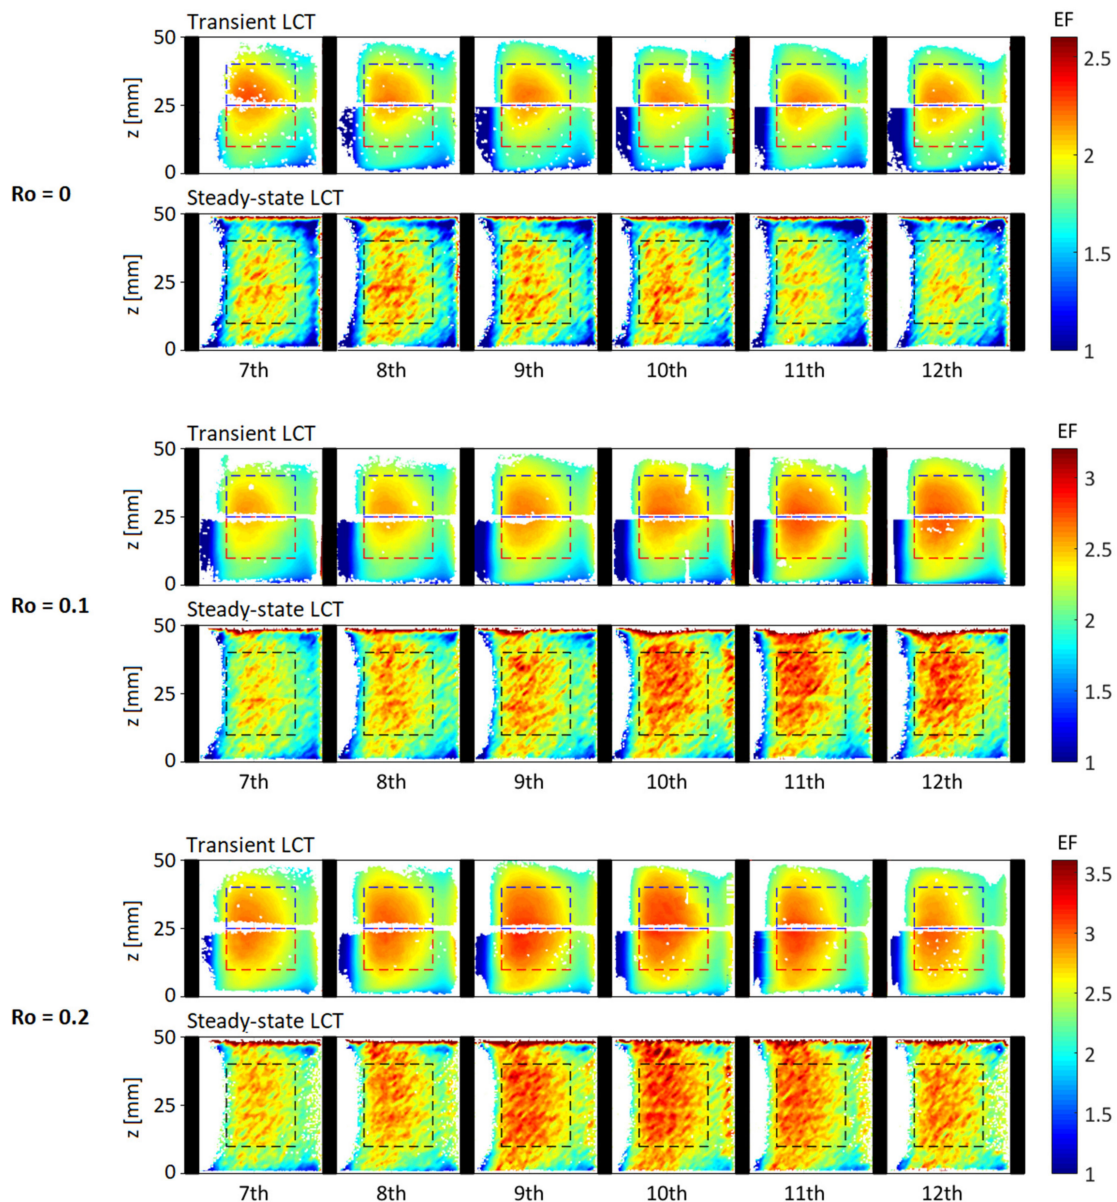 Transient LCT
EF
50
z [mm]
25
0
2.5
2
1.5
1
Ro = 0
Steady-state LCT
50
z [mm]
25
0
7th 8th 9th 10th 11th 12th
Transient LCT
EF
50
z [mm]
25
0
3
2.5
2
1.5
1
Ro = 0.1
Steady-state LCT
50
z [mm]
25
0
7th 8th 9th 10th 11th 12th
Transient LCT
EF
50
z [mm]
25
0
3.5
3
2.5
2
1.5
1
Ro = 0.2
Steady-state LCT
50
z [mm]
25
0
7th 8th 9th 10th 11th 12th